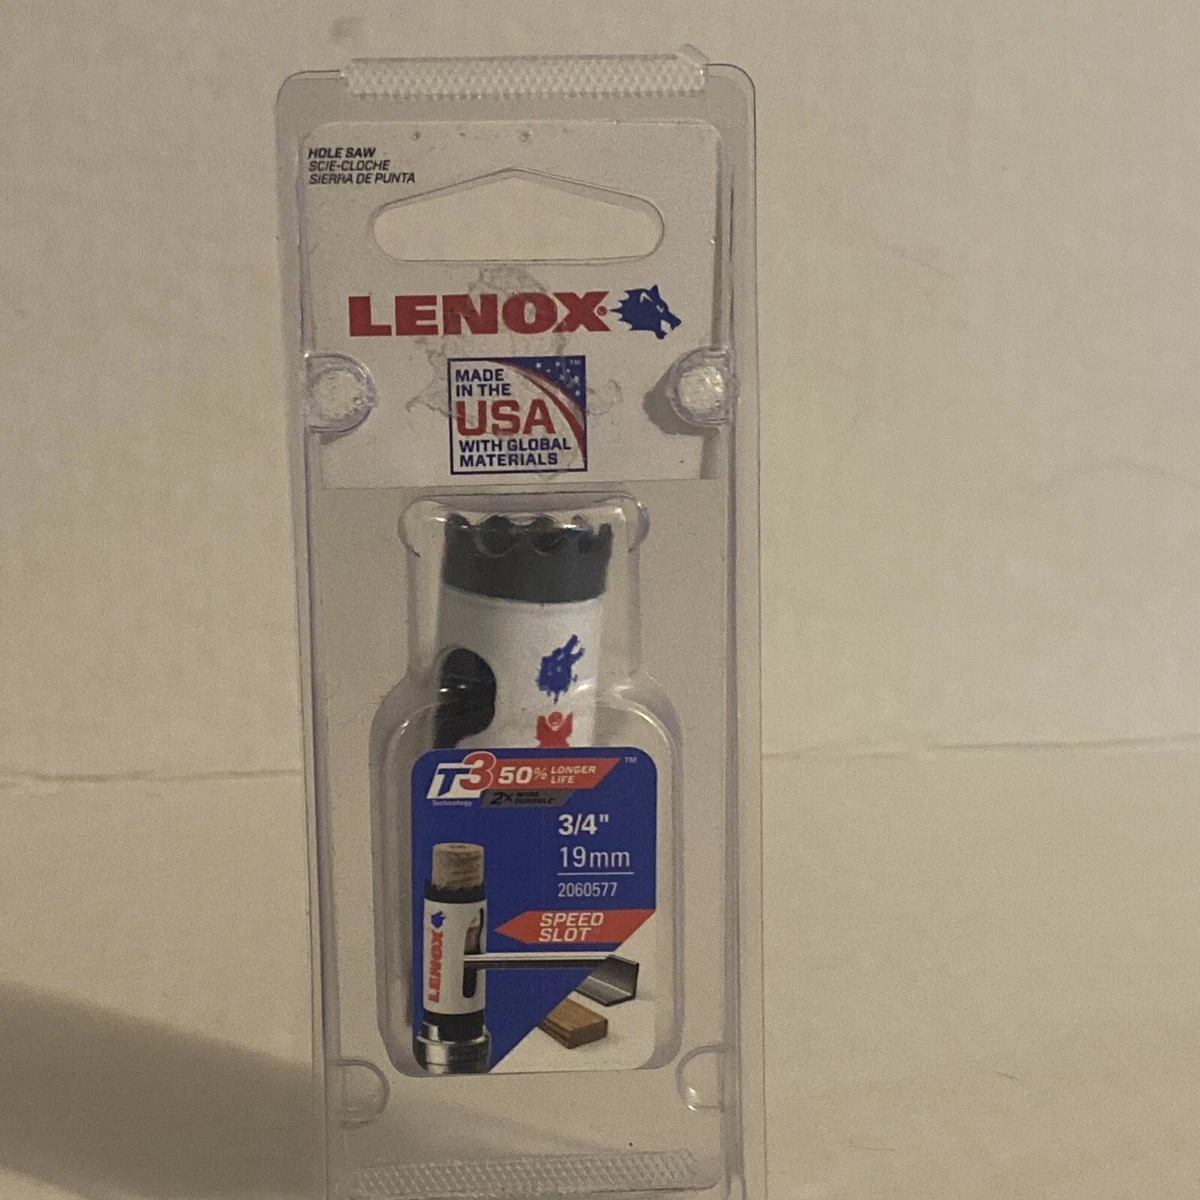 HOLE SAW
SCIE-CLOCHE
SIERRA DE PUNTA
LENOX
MADE
IN THE
USA
WITH GLOBAL
MATERIALS
T3 50% LONGER
LIFE
Technology
2x MORE
DURABLE
3/4"
19mm
2060577
SPEED
SLOT
LENOX